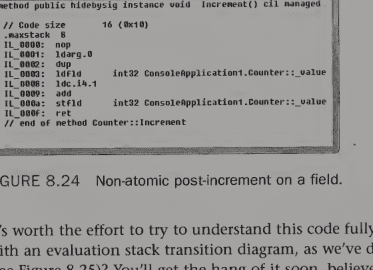 method public hidebysig instance void Increment() cil managed
// Code size 16 (0x10)
.maxstack 8
IL_0000: nop
IL_0001: ldarg.0
IL_0002: dup
IL_0003: ldfld int32 ConsoleApplication1.Counter::_value
IL_0008: ldc.i4.1
IL_0009: add
IL_000a: stfld int32 ConsoleApplication1.Counter::_value
IL_000f: ret
// end of method Counter::Increment
GURE 8.24 Non-atomic post-increment on a field.
's worth the effort to try to understand this code fully
ith an evaluation stack transition diagram, as we've d
ee Figure 8.25)? You'll get the hang of it soon, believe